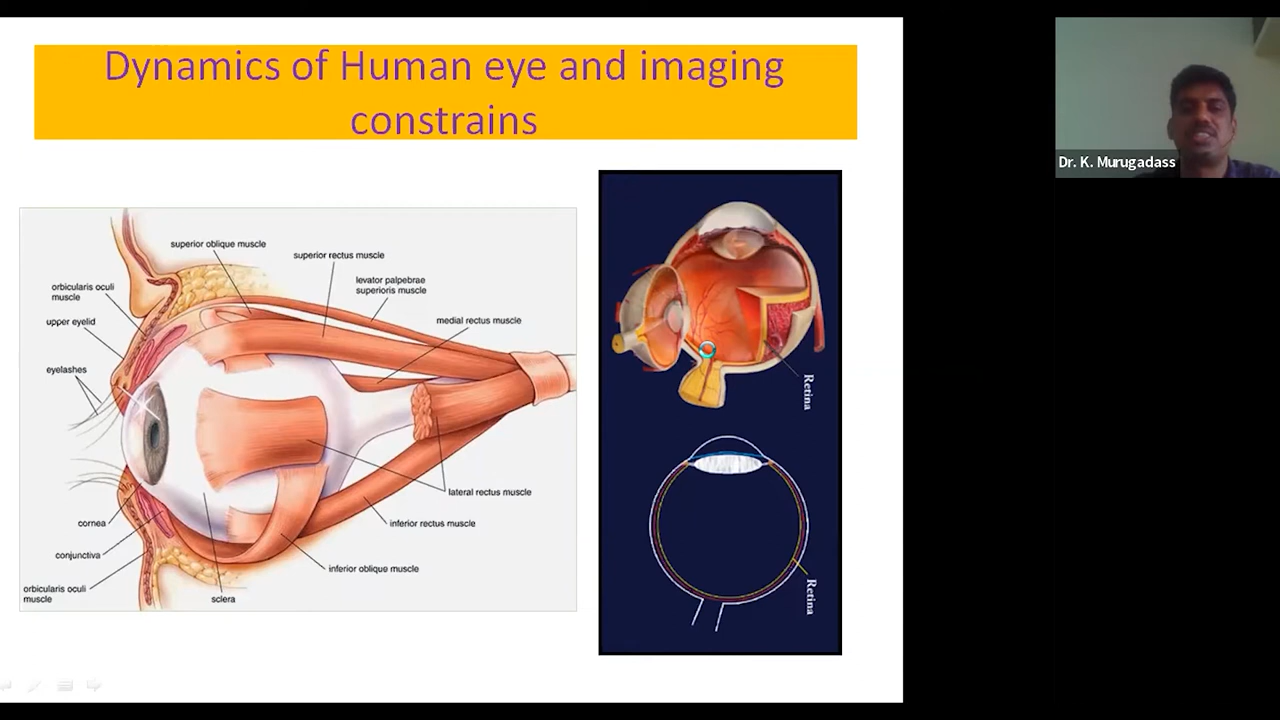 Dynamics of Human eye and imaging
constrains
Dr. K. Murugadass
superior oblique muscle
superior rectus muscle
levator palpebrae
superioris muscle
orbicularis oculi
muscle
medial rectus muscle
upper eyelid
eyelashes
lateral rectus muscle
cornea
inferior rectus muscle
conjunctiva
inferior oblique muscle
orbicularis oculi
muscle
sclera
Retina
Retina